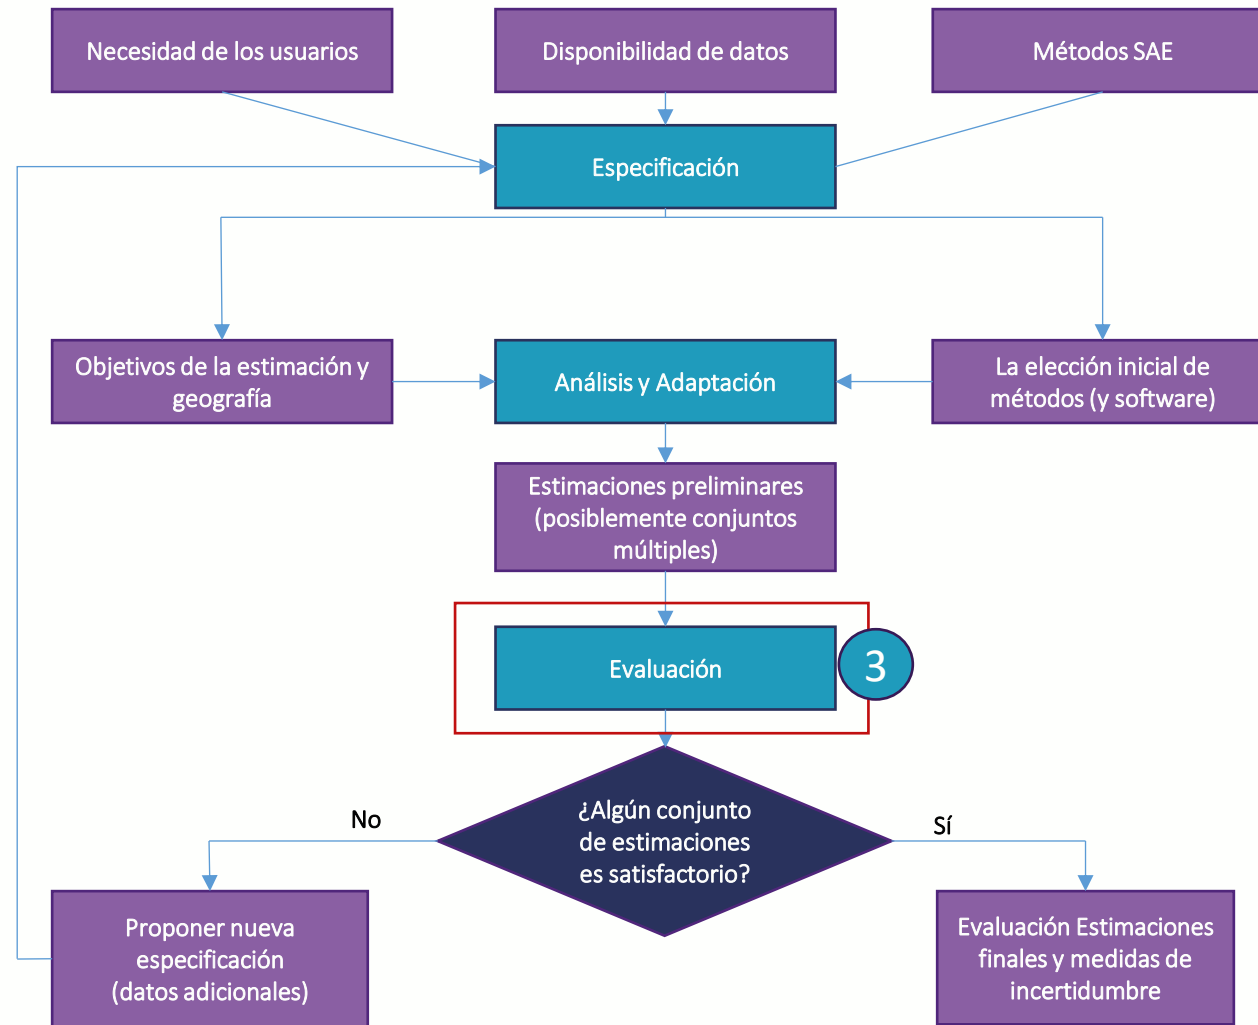 Necesidad de los usuarios
Disponibilidad de datos
Métodos SAE
Especificación
Objetivos de la estimación y
geografía
Análisis y Adaptación
La elección inicial de
métodos (y software)
Estimaciones preliminares
(posiblemente conjuntos
múltiples)
Evaluación
3
¿Algún conjunto
de estimaciones
es satisfactorio?
No
Sí
Proponer nueva
especificación
(datos adicionales)
Evaluación Estimaciones
finales y medidas de
incertidumbre